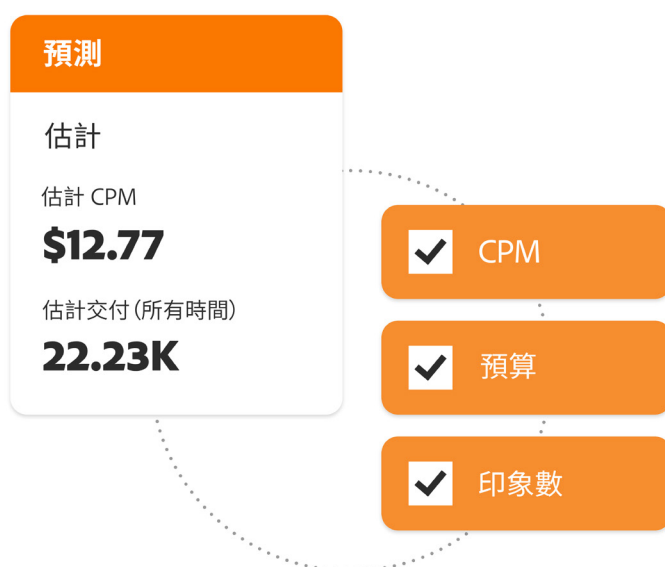 預測
估計
估計 CPM
$12.77
估計交付(所有時間)
22.23K
CPM
預算
印象數